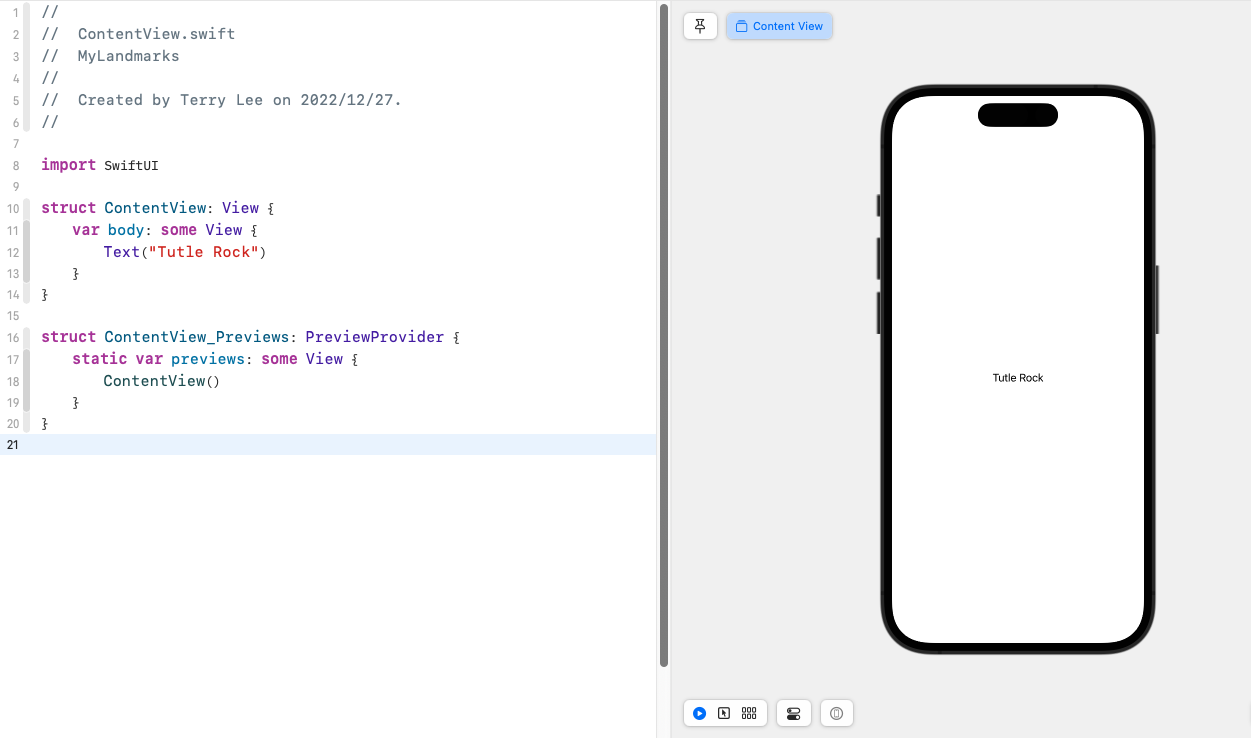 1 //
2 //  ContentView.swift
3 //  MyLandmarks
4 //
5 //  Created by Terry Lee on 2022/12/27.
6 //
7
8 import SwiftUI
9
10 struct ContentView: View {
11     var body: some View {
12         Text("Tutle Rock")
13     }
14 }
15
16 struct ContentView_Previews: PreviewProvider {
17     static var previews: some View {
18         ContentView()
19     }
20 }
21
Content View
Tutle Rock